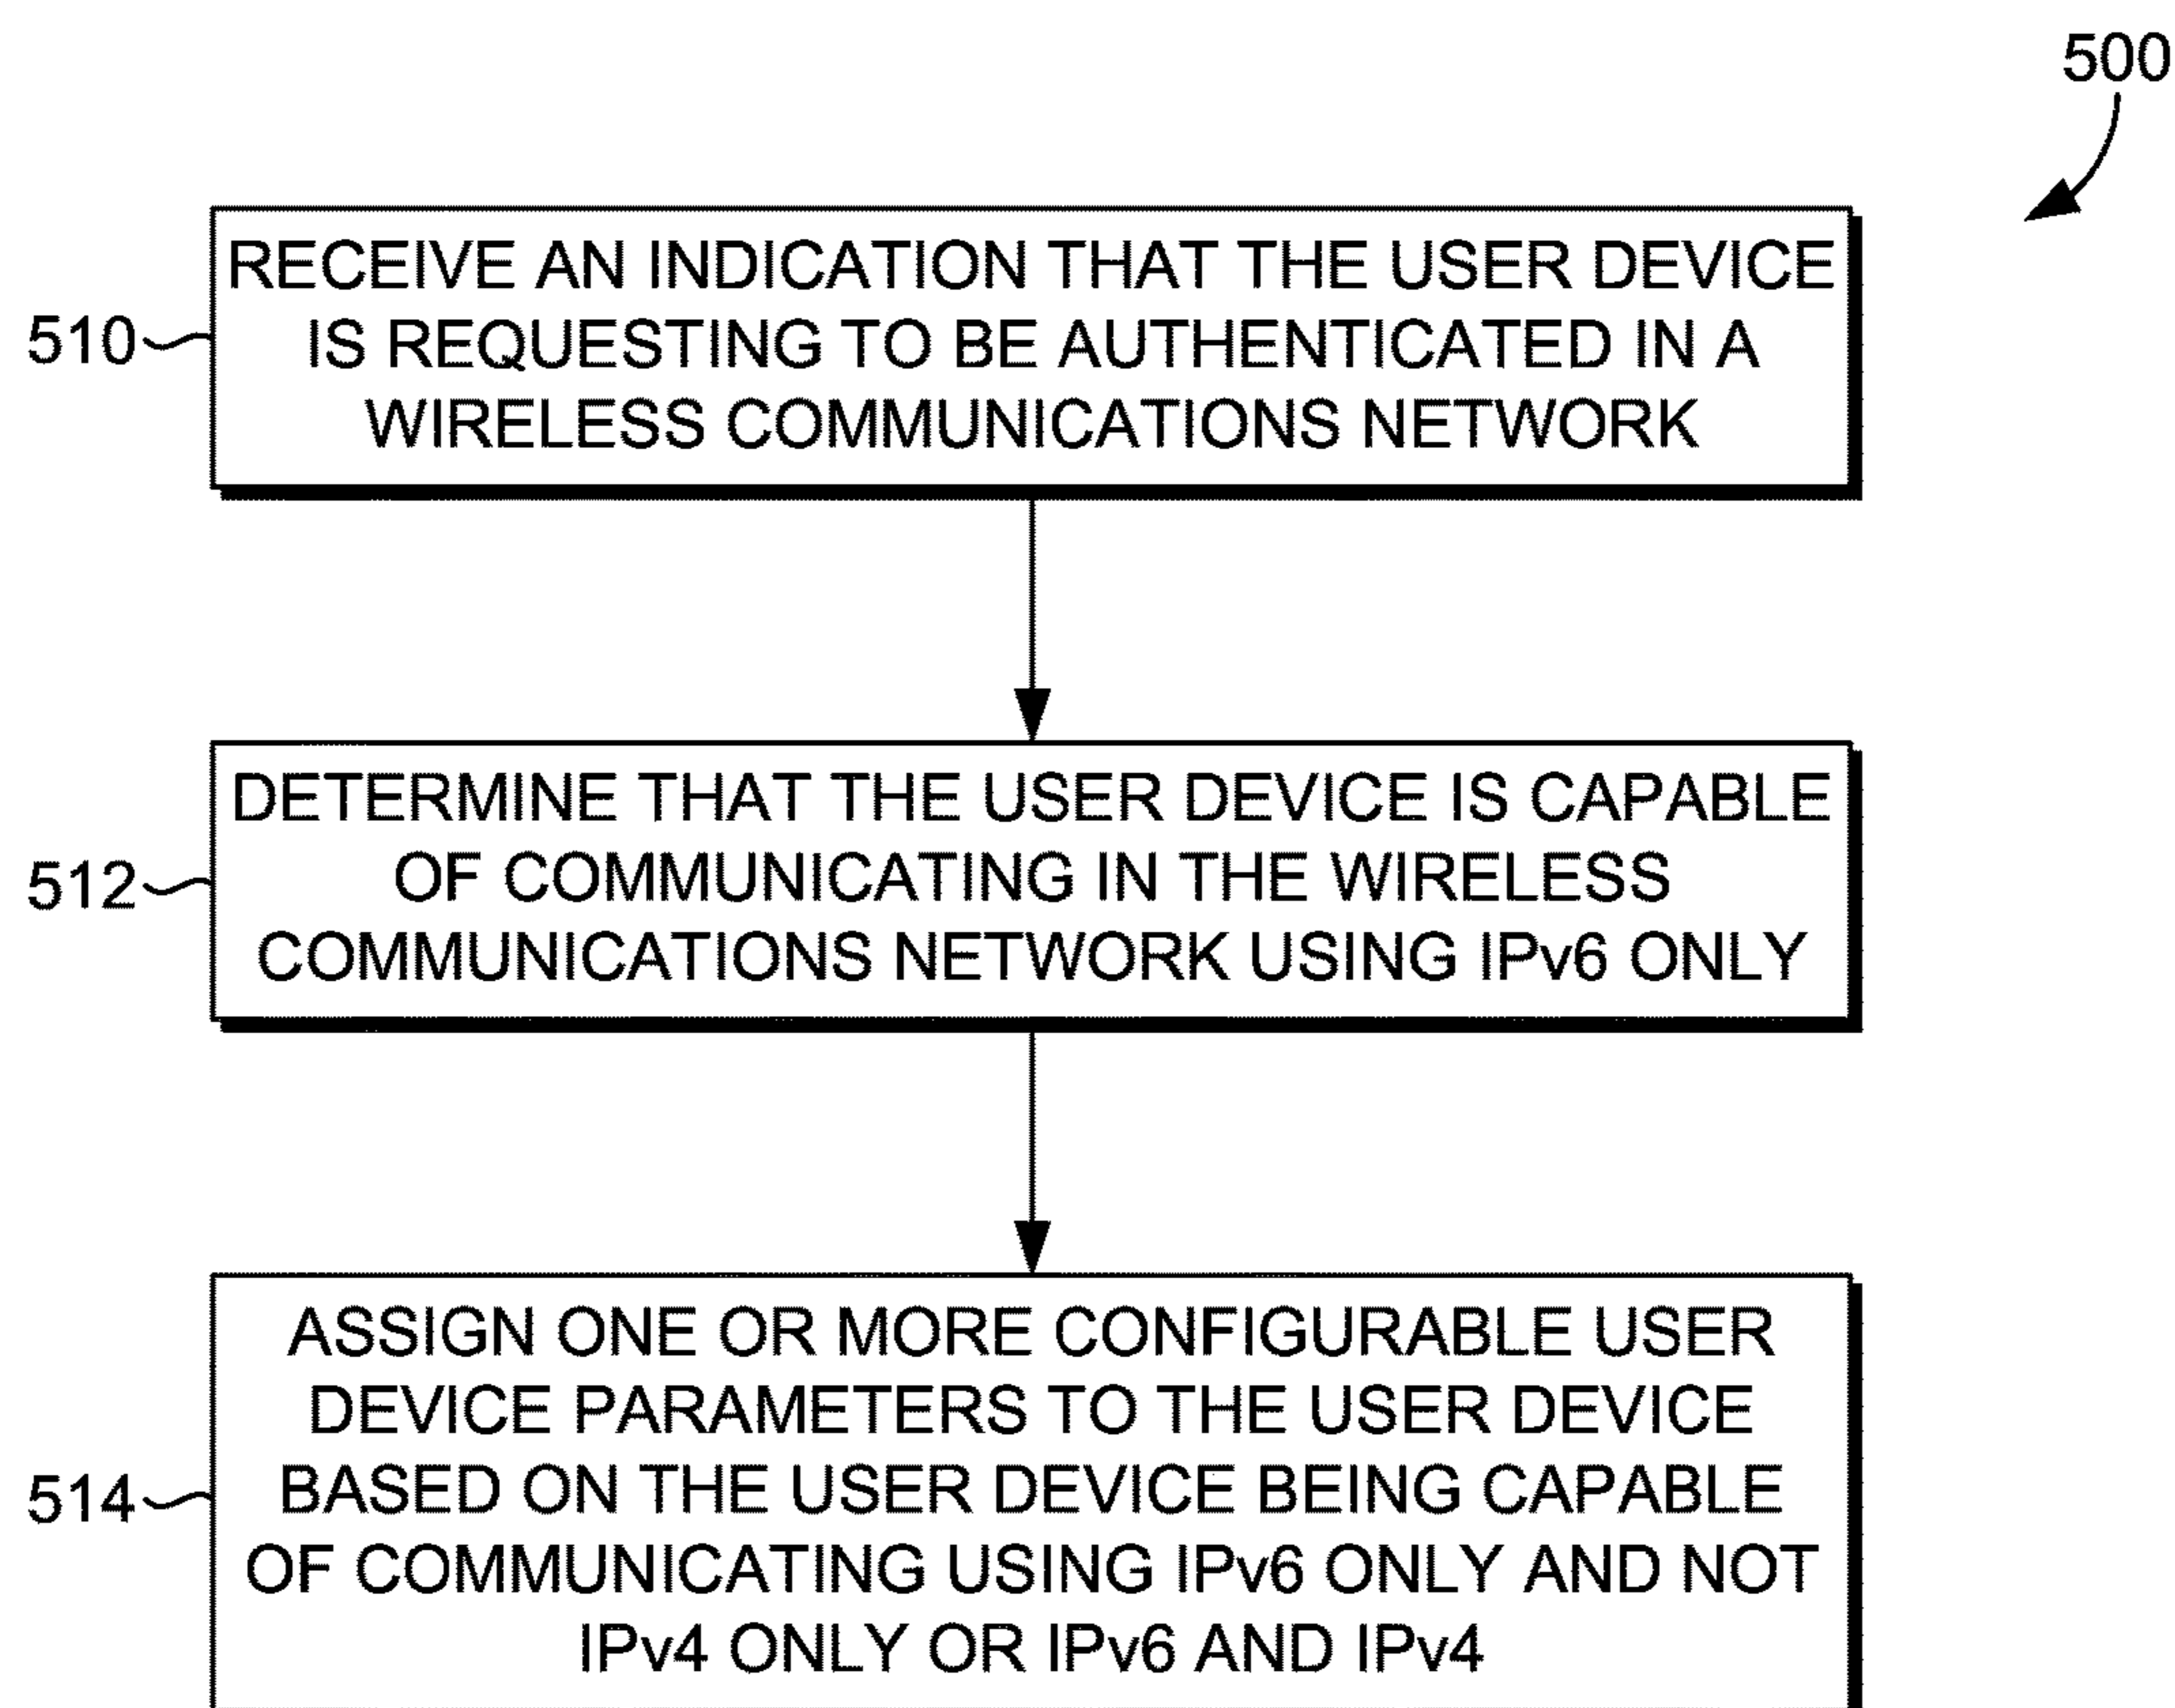 500
RECEIVE AN INDICATION THAT THE USER DEVICE
IS REQUESTING TO BE AUTHENTICATED IN A
WIRELESS COMMUNICATIONS NETWORK
510
DETERMINE THAT THE USER DEVICE IS CAPABLE
OF COMMUNICATING IN THE WIRELESS
COMMUNICATIONS NETWORK USING IPv6 ONLY
512
ASSIGN ONE OR MORE CONFIGURABLE USER
DEVICE PARAMETERS TO THE USER DEVICE
BASED ON THE USER DEVICE BEING CAPABLE
OF COMMUNICATING USING IPv6 ONLY AND NOT
IPv4 ONLY OR IPv6 AND IPv4
514